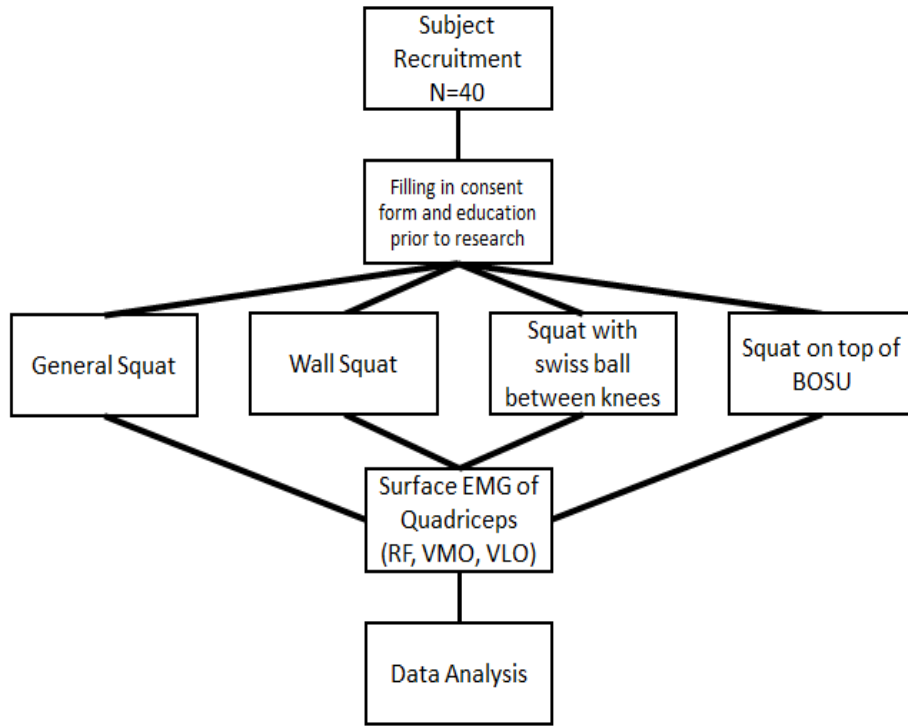 Subject
Recruitment
N=40
Filling in consent
form and education
prior to research
General Squat
Wall Squat
Squat with
swiss ball
between knees
Squat on top of
BOSU
Surface EMG of
Quadriceps
(RF, VMO, VLO)
Data Analysis